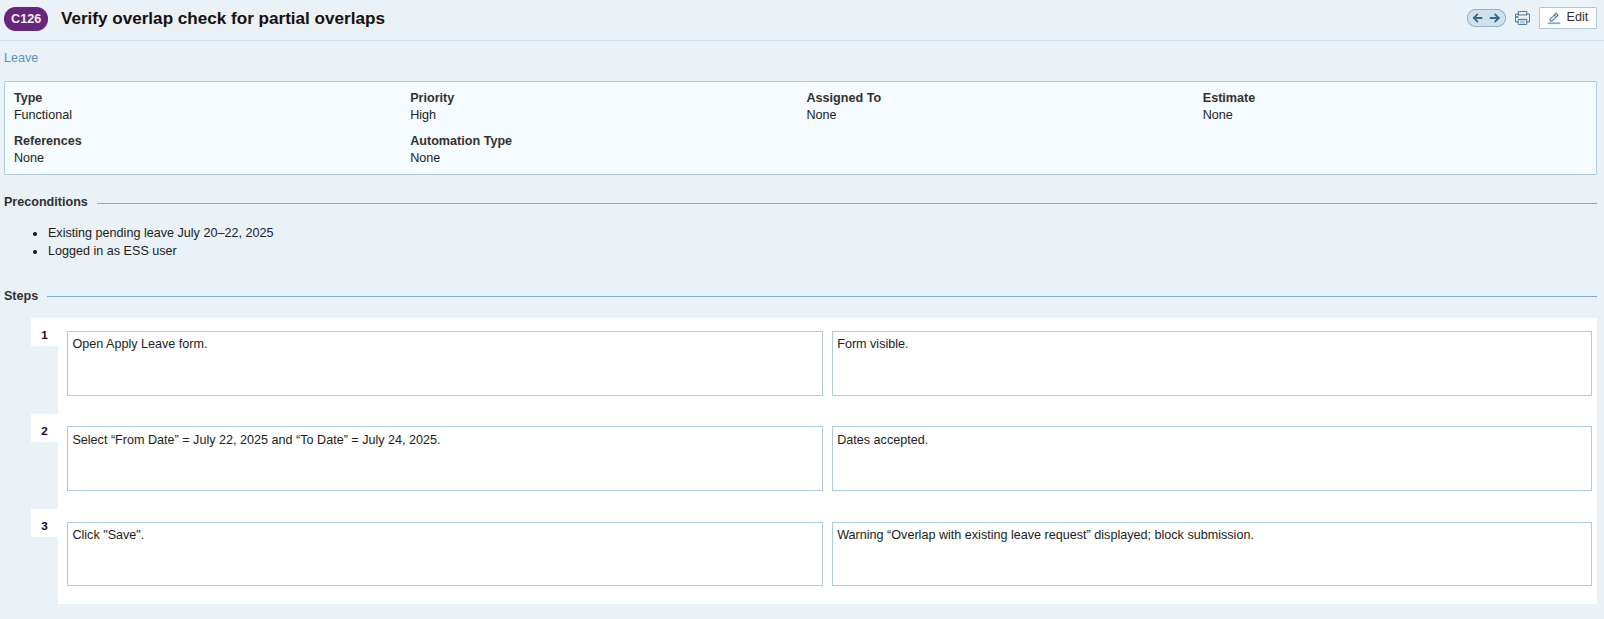 C126 Verify overlap check for partial overlaps
Edit
Leave
Type Priority Assigned To Estimate
Functional High None None
References Automation Type
None None
Preconditions
Existing pending leave July 20–22, 2025
Logged in as ESS user
Steps
1
Open Apply Leave form.
Form visible.
2
Select “From Date” = July 22, 2025 and “To Date” = July 24, 2025.
Dates accepted.
3
Click "Save".
Warning “Overlap with existing leave request” displayed; block submission.